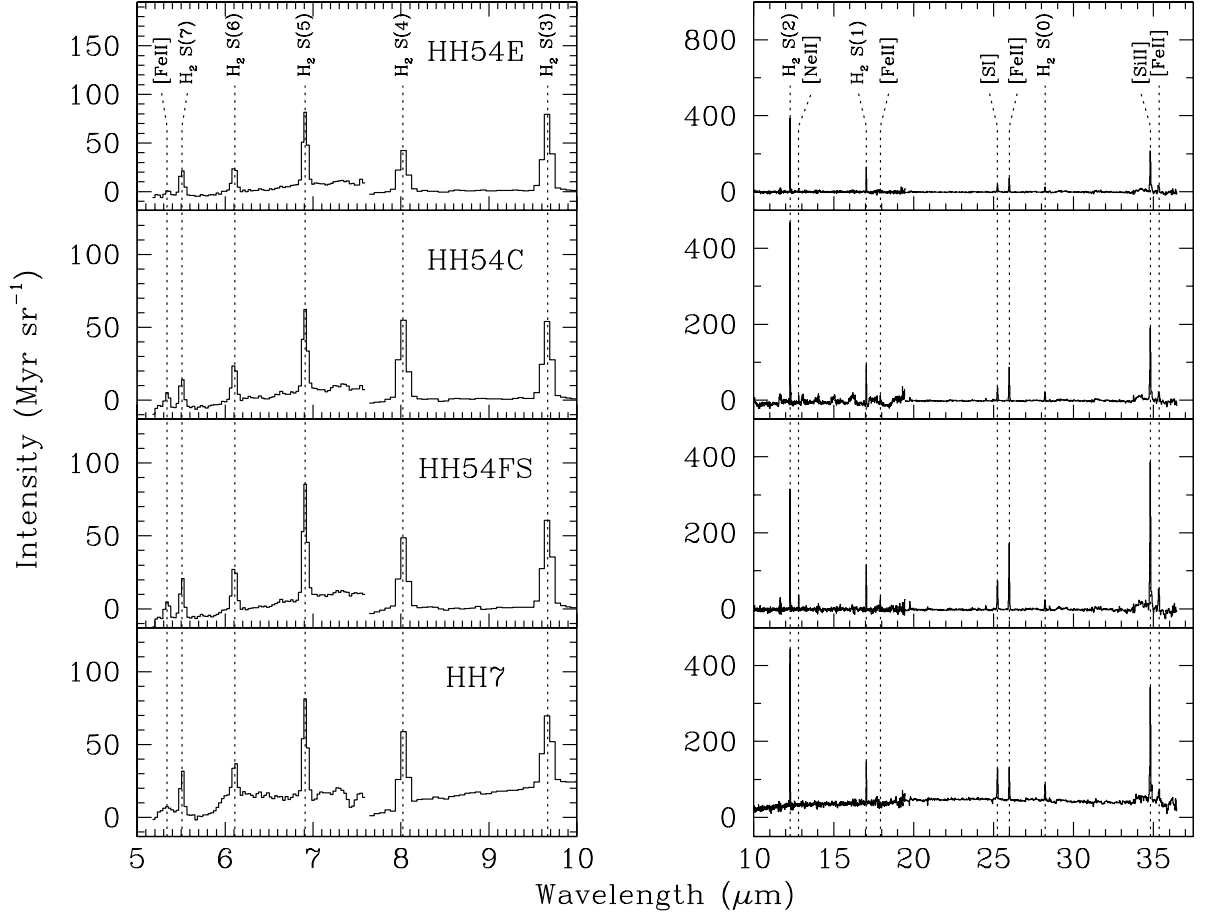 [FeII]
H₂ S(7)
H₂ S(6)
H₂ S(5)
H₂ S(4)
H₂ S(3)
HH54E
150
100
50
0
H₂ S(2)
[NeII]
H₂ S(1)
[FeII]
[SI]
[FeII]
H₂ S(0)
[SiII]
[FeII]
800
400
0
HH54C
100
50
0
400
200
0
HH54FS
100
50
0
400
200
0
HH7
100
50
0
400
200
0
5 6 7 8 9 10
10 15 20 25 30 35
Intensity (Myr sr⁻¹)
Wavelength (μm)